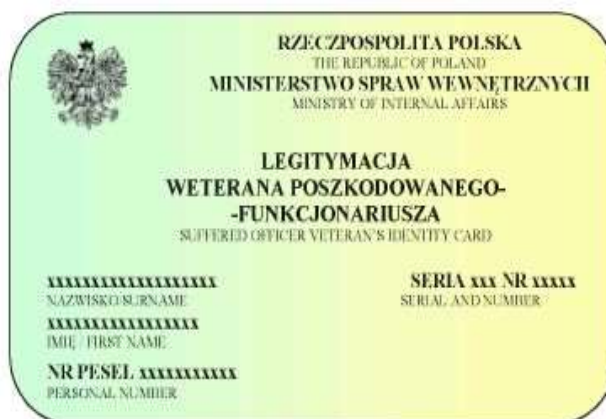 RZECZPOSPOLITA POLSKA
THE REPUBLIC OF POLAND
MINISTERSTWO SPRAW WEWNĘTRZNYCH
MINISTRY OF INTERNAL AFFAIRS
LEGITYMACJA
WETERANA POSZKODOWANEGO-
-FUNKCJONARIUSZA
SUFFERED OFFICER VETERAN'S IDENTITY CARD
xxxxxxxxxxxxxxxxxxx SERIA xxx NR xxxxx
NAZWISKO/SURNAME SERIAL AND NUMBER
xxxxxxxxxxxxxxxxx
IMIĘ / FIRST NAME
NR PESEL xxxxxxxxxxx
PERSONAL NUMBER